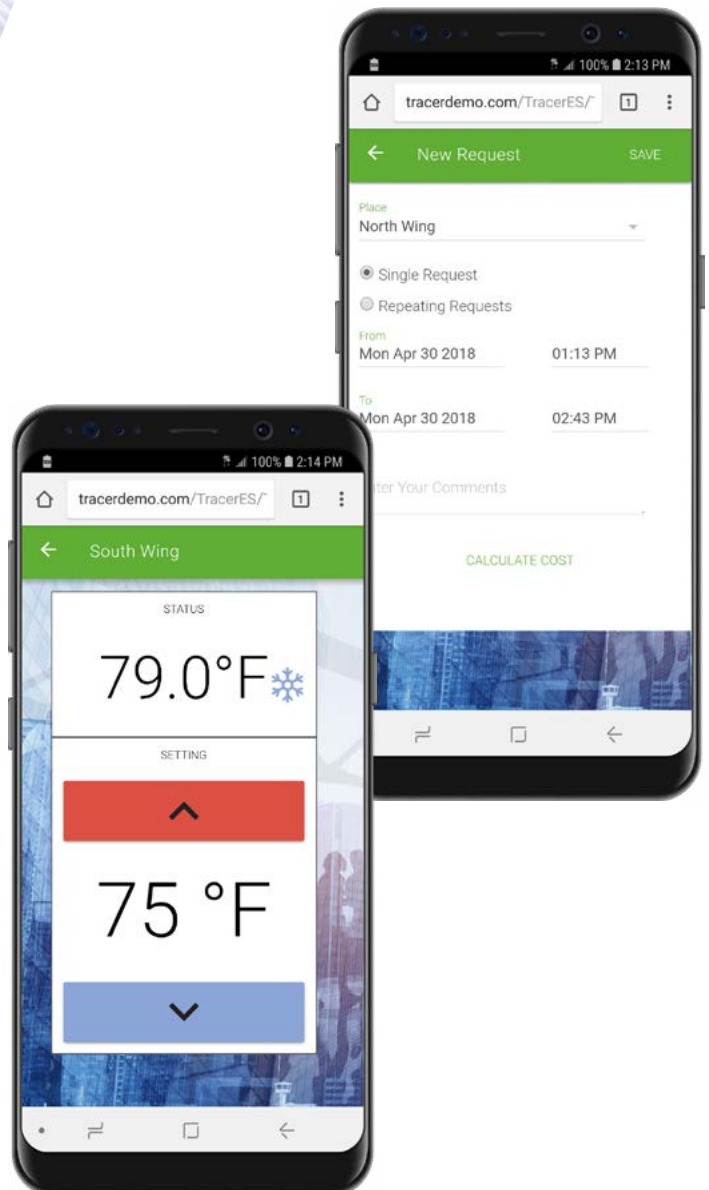 100% 2:13 PM
tracerdemo.com/TracerES/
1
New Request SAVE
Place
North Wing
Single Request
Repeating Requests
From
Mon Apr 30 2018 01:13 PM
To
Mon Apr 30 2018 02:43 PM
Your Comments
CALCULATE COST
100% 2:14 PM
tracerdemo.com/TracerES/
1
South Wing
STATUS
79.0°F
SETTING
75 °F